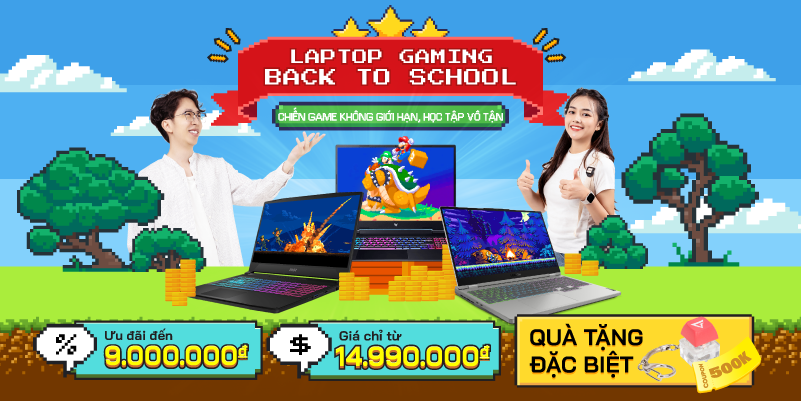 LAPTOP GAMING
BACK TO SCHOOL
CHIẾN GAME KHÔNG GIỚI HẠN, HỌC TẬP VÔ TẬN
%
Ưu đãi đến
9.000.000đ
$
Giá chỉ từ
14.990.000đ
QUÀ TẶNG
ĐẶC BIỆT
COUPON
500K